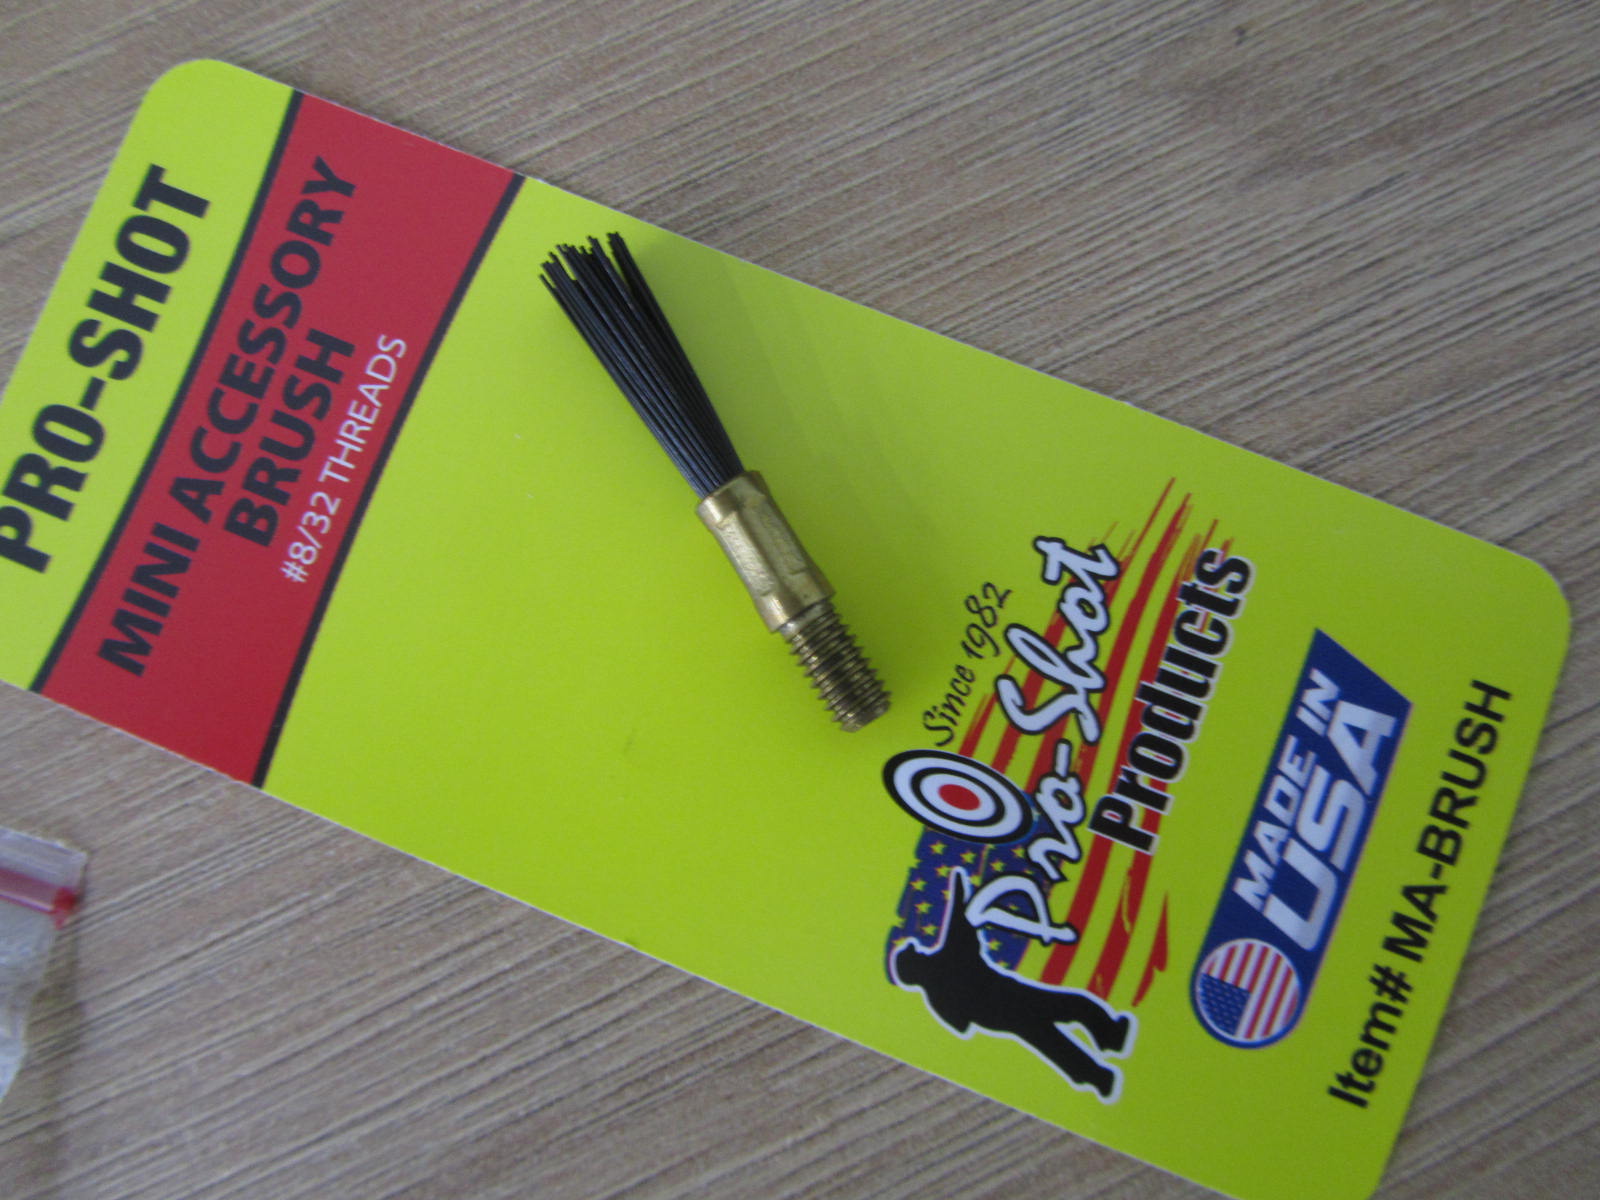 PRO-SHOT
MINI ACCESSORY
BRUSH
#8/32 THREADS
Since 1982
Pro-Shot
Products
MADE IN
USA
Item# MA-BRUSH